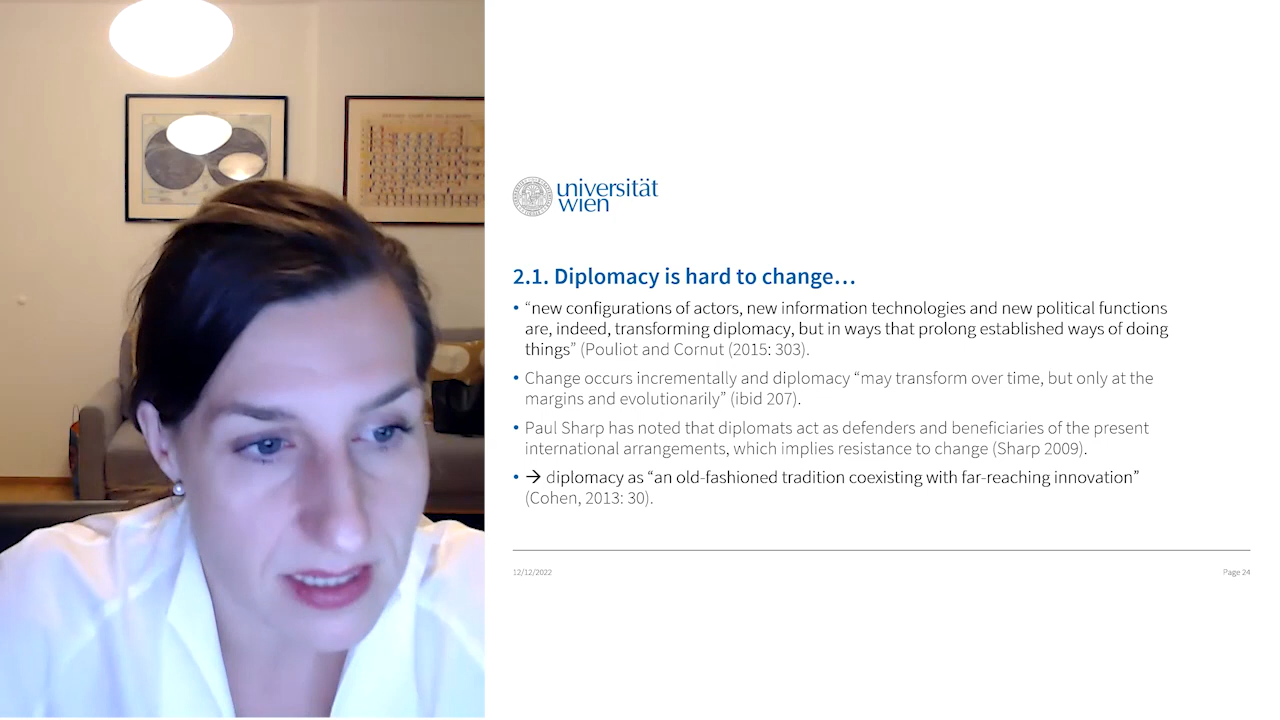 universität
wien
2.1. Diplomacy is hard to change…
• “new configurations of actors, new information technologies and new political functions
are, indeed, transforming diplomacy, but in ways that prolong established ways of doing
things” (Pouliot and Cornut (2015: 303).
• Change occurs incrementally and diplomacy “may transform over time, but only at the
margins and evolutionarily” (ibid 207).
• Paul Sharp has noted that diplomats act as defenders and beneficiaries of the present
international arrangements, which implies resistance to change (Sharp 2009).
• → diplomacy as “an old-fashioned tradition coexisting with far-reaching innovation”
(Cohen, 2013: 30).
12/12/2022
Page 24